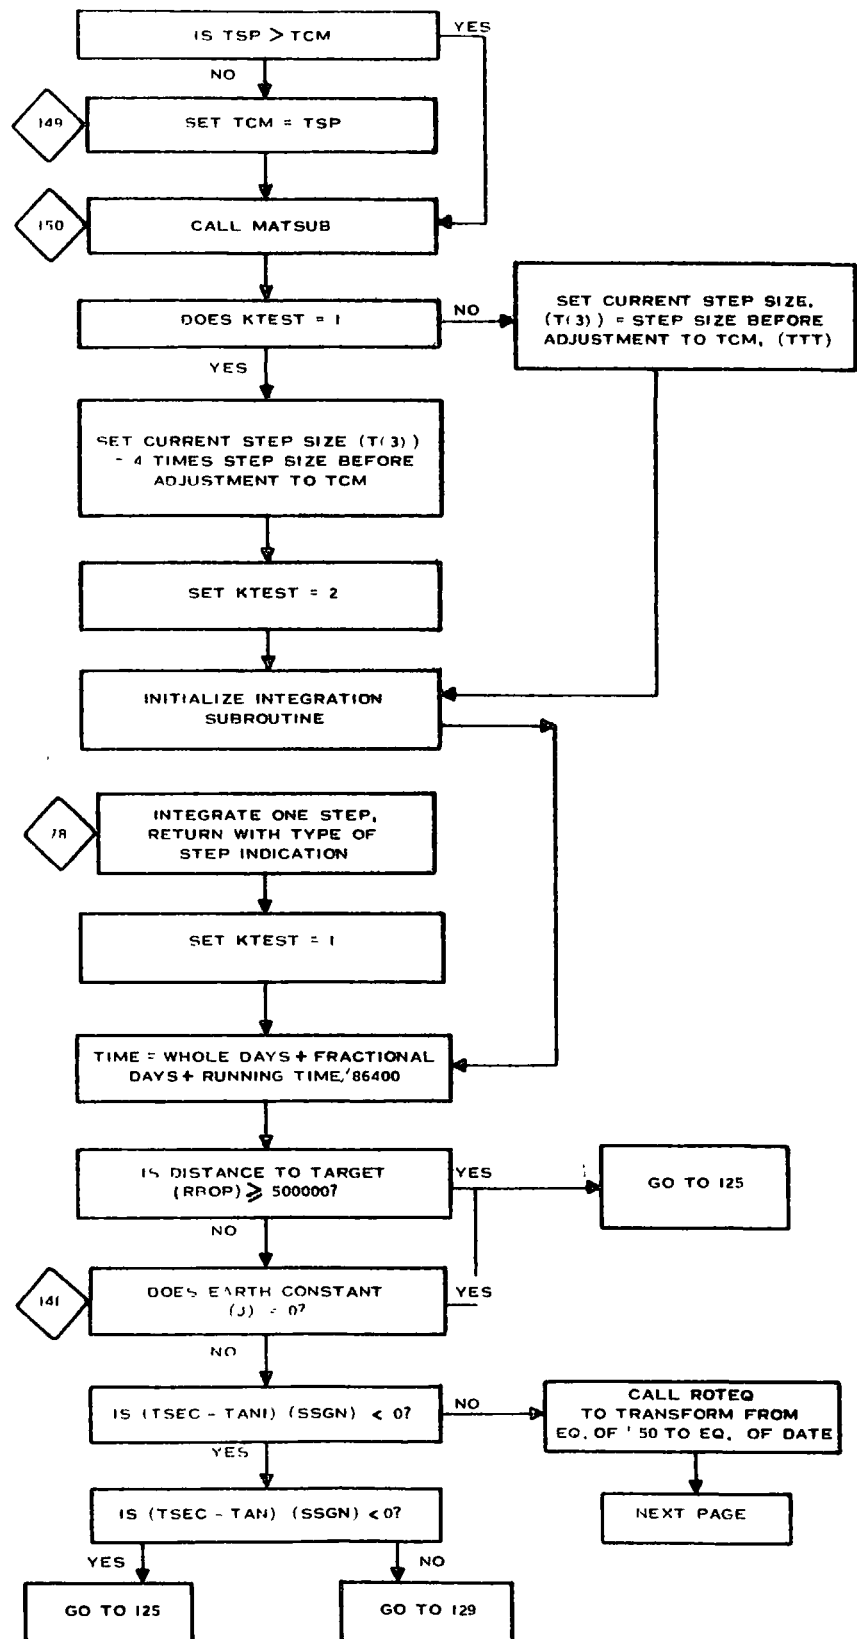 IS TSP > TCM
YES
NO
149
SET TCM = TSP
150
CALL MATSUB
DOES KTEST = 1
NO
SET CURRENT STEP SIZE,
(T(3)) = STEP SIZE BEFORE
ADJUSTMENT TO TCM, (TTT)
YES
SET CURRENT STEP SIZE (T(3))
= 4 TIMES STEP SIZE BEFORE
ADJUSTMENT TO TCM
SET KTEST = 2
INITIALIZE INTEGRATION
SUBROUTINE
78
INTEGRATE ONE STEP,
RETURN WITH TYPE OF
STEP INDICATION
SET KTEST = 1
TIME = WHOLE DAYS + FRACTIONAL
DAYS + RUNNING TIME/86400
IS DISTANCE TO TARGET
(RBOP) ≥ 500000?
YES
GO TO 125
NO
141
DOES EARTH CONSTANT
(J) = 0?
YES
NO
IS (TSEC - TANI) (SSGN) < 0?
NO
CALL ROTEQ
TO TRANSFORM FROM
EQ. OF '50 TO EQ. OF DATE
YES
NEXT PAGE
IS (TSEC - TAN) (SSGN) < 0?
YES
NO
GO TO 125
GO TO 129